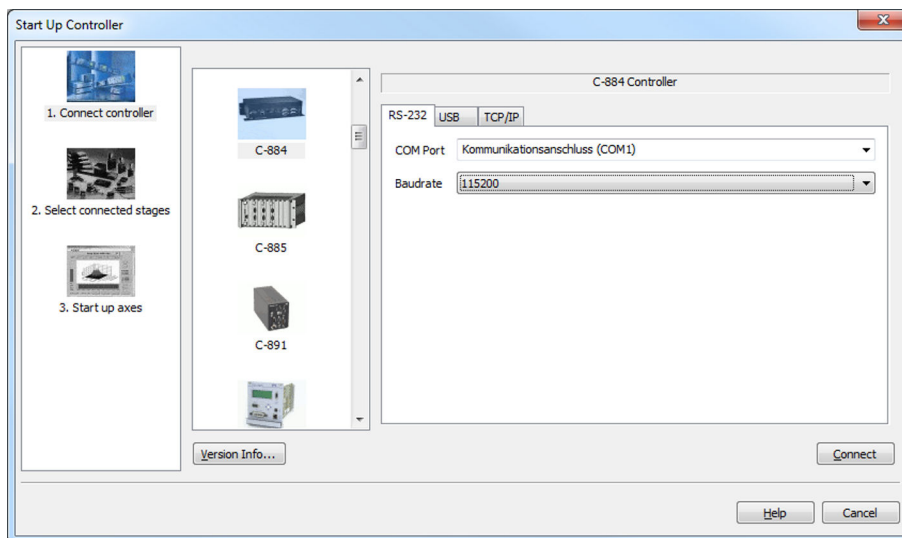 Start Up Controller
1. Connect controller
2. Select connected stages
3. Start up axes
C-884
C-885
C-891
Version Info...
C-884 Controller
RS-232 USB TCP/IP
COM Port Kommunikationsanschluss (COM1)
Baudrate 115200
Connect
Help Cancel